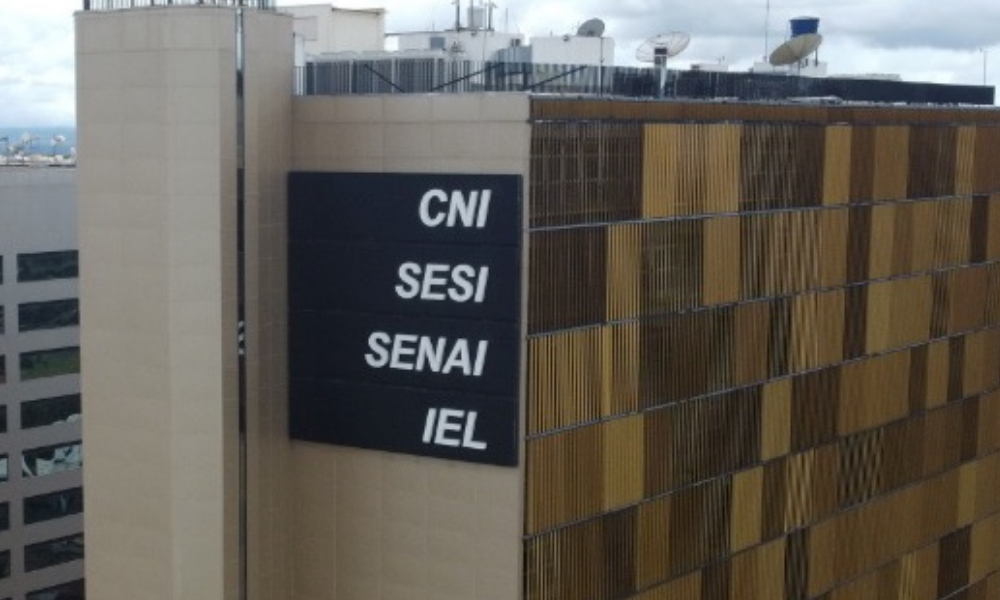 CNI
SESI
SENAI
IEL